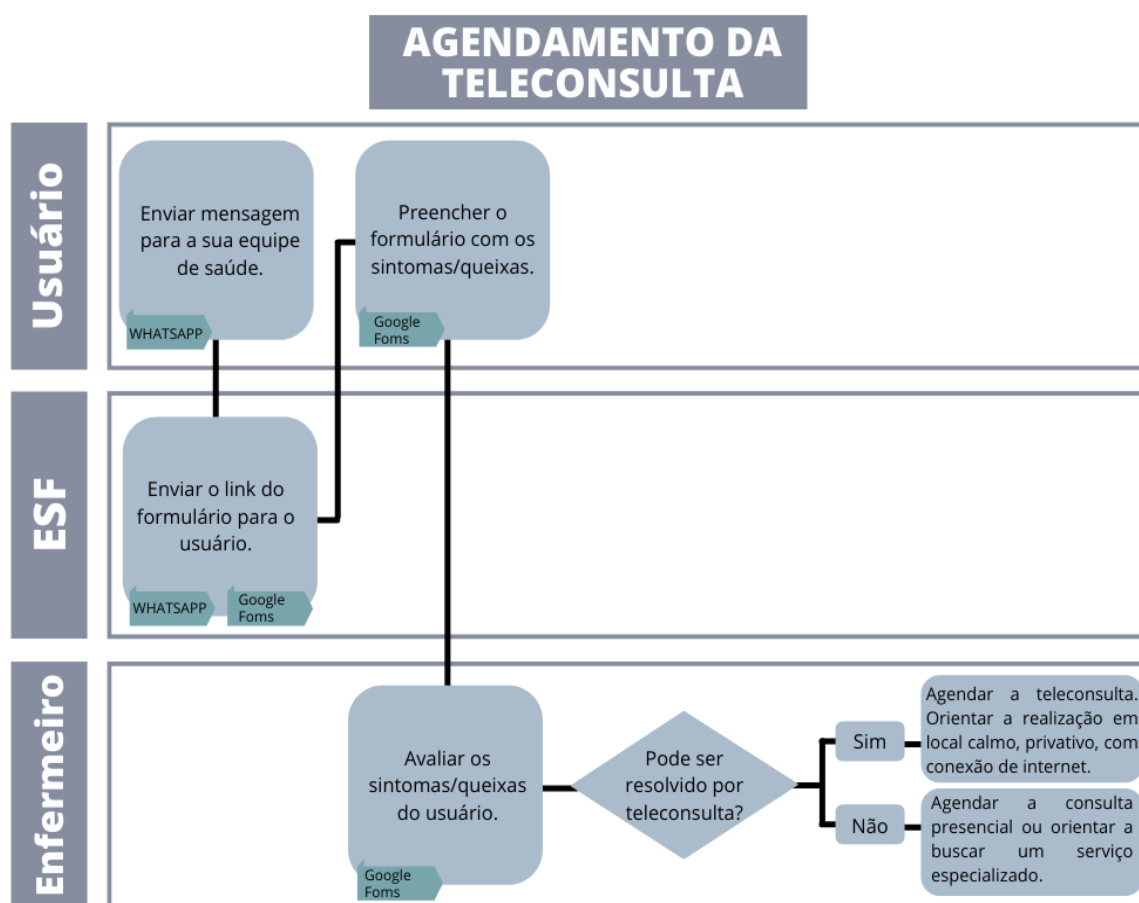 AGENDAMENTO DA
TELECONSULTA
Usuário
Enviar mensagem
para a sua equipe
de saúde.
WHATSAPP
Preencher o
formulário com os
sintomas/queixas.
Google
Foms
ESF
Enviar o link do
formulário para o
usuário.
WHATSAPP
Google
Foms
Enfermeiro
Avaliar os
sintomas/queixas
do usuário.
Google
Foms
Pode ser
resolvido por
teleconsulta?
Sim
Agendar a teleconsulta.
Orientar a realização em
local calmo, privativo, com
conexão de internet.
Não
Agendar a consulta
presencial ou orientar a
buscar um serviço
especializado.